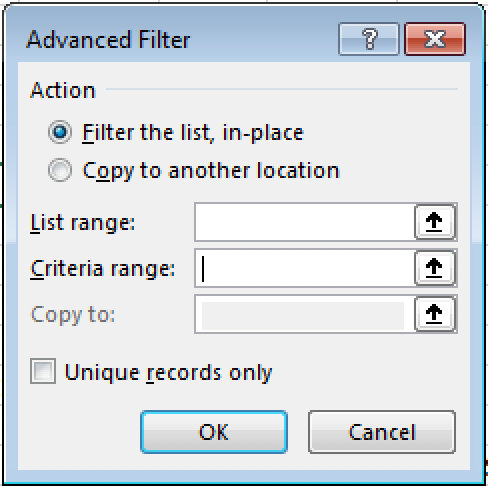 Advanced Filter
Action
Filter the list, in-place
Copy to another location
List range:
Criteria range:
Copy to:
Unique records only
OK Cancel